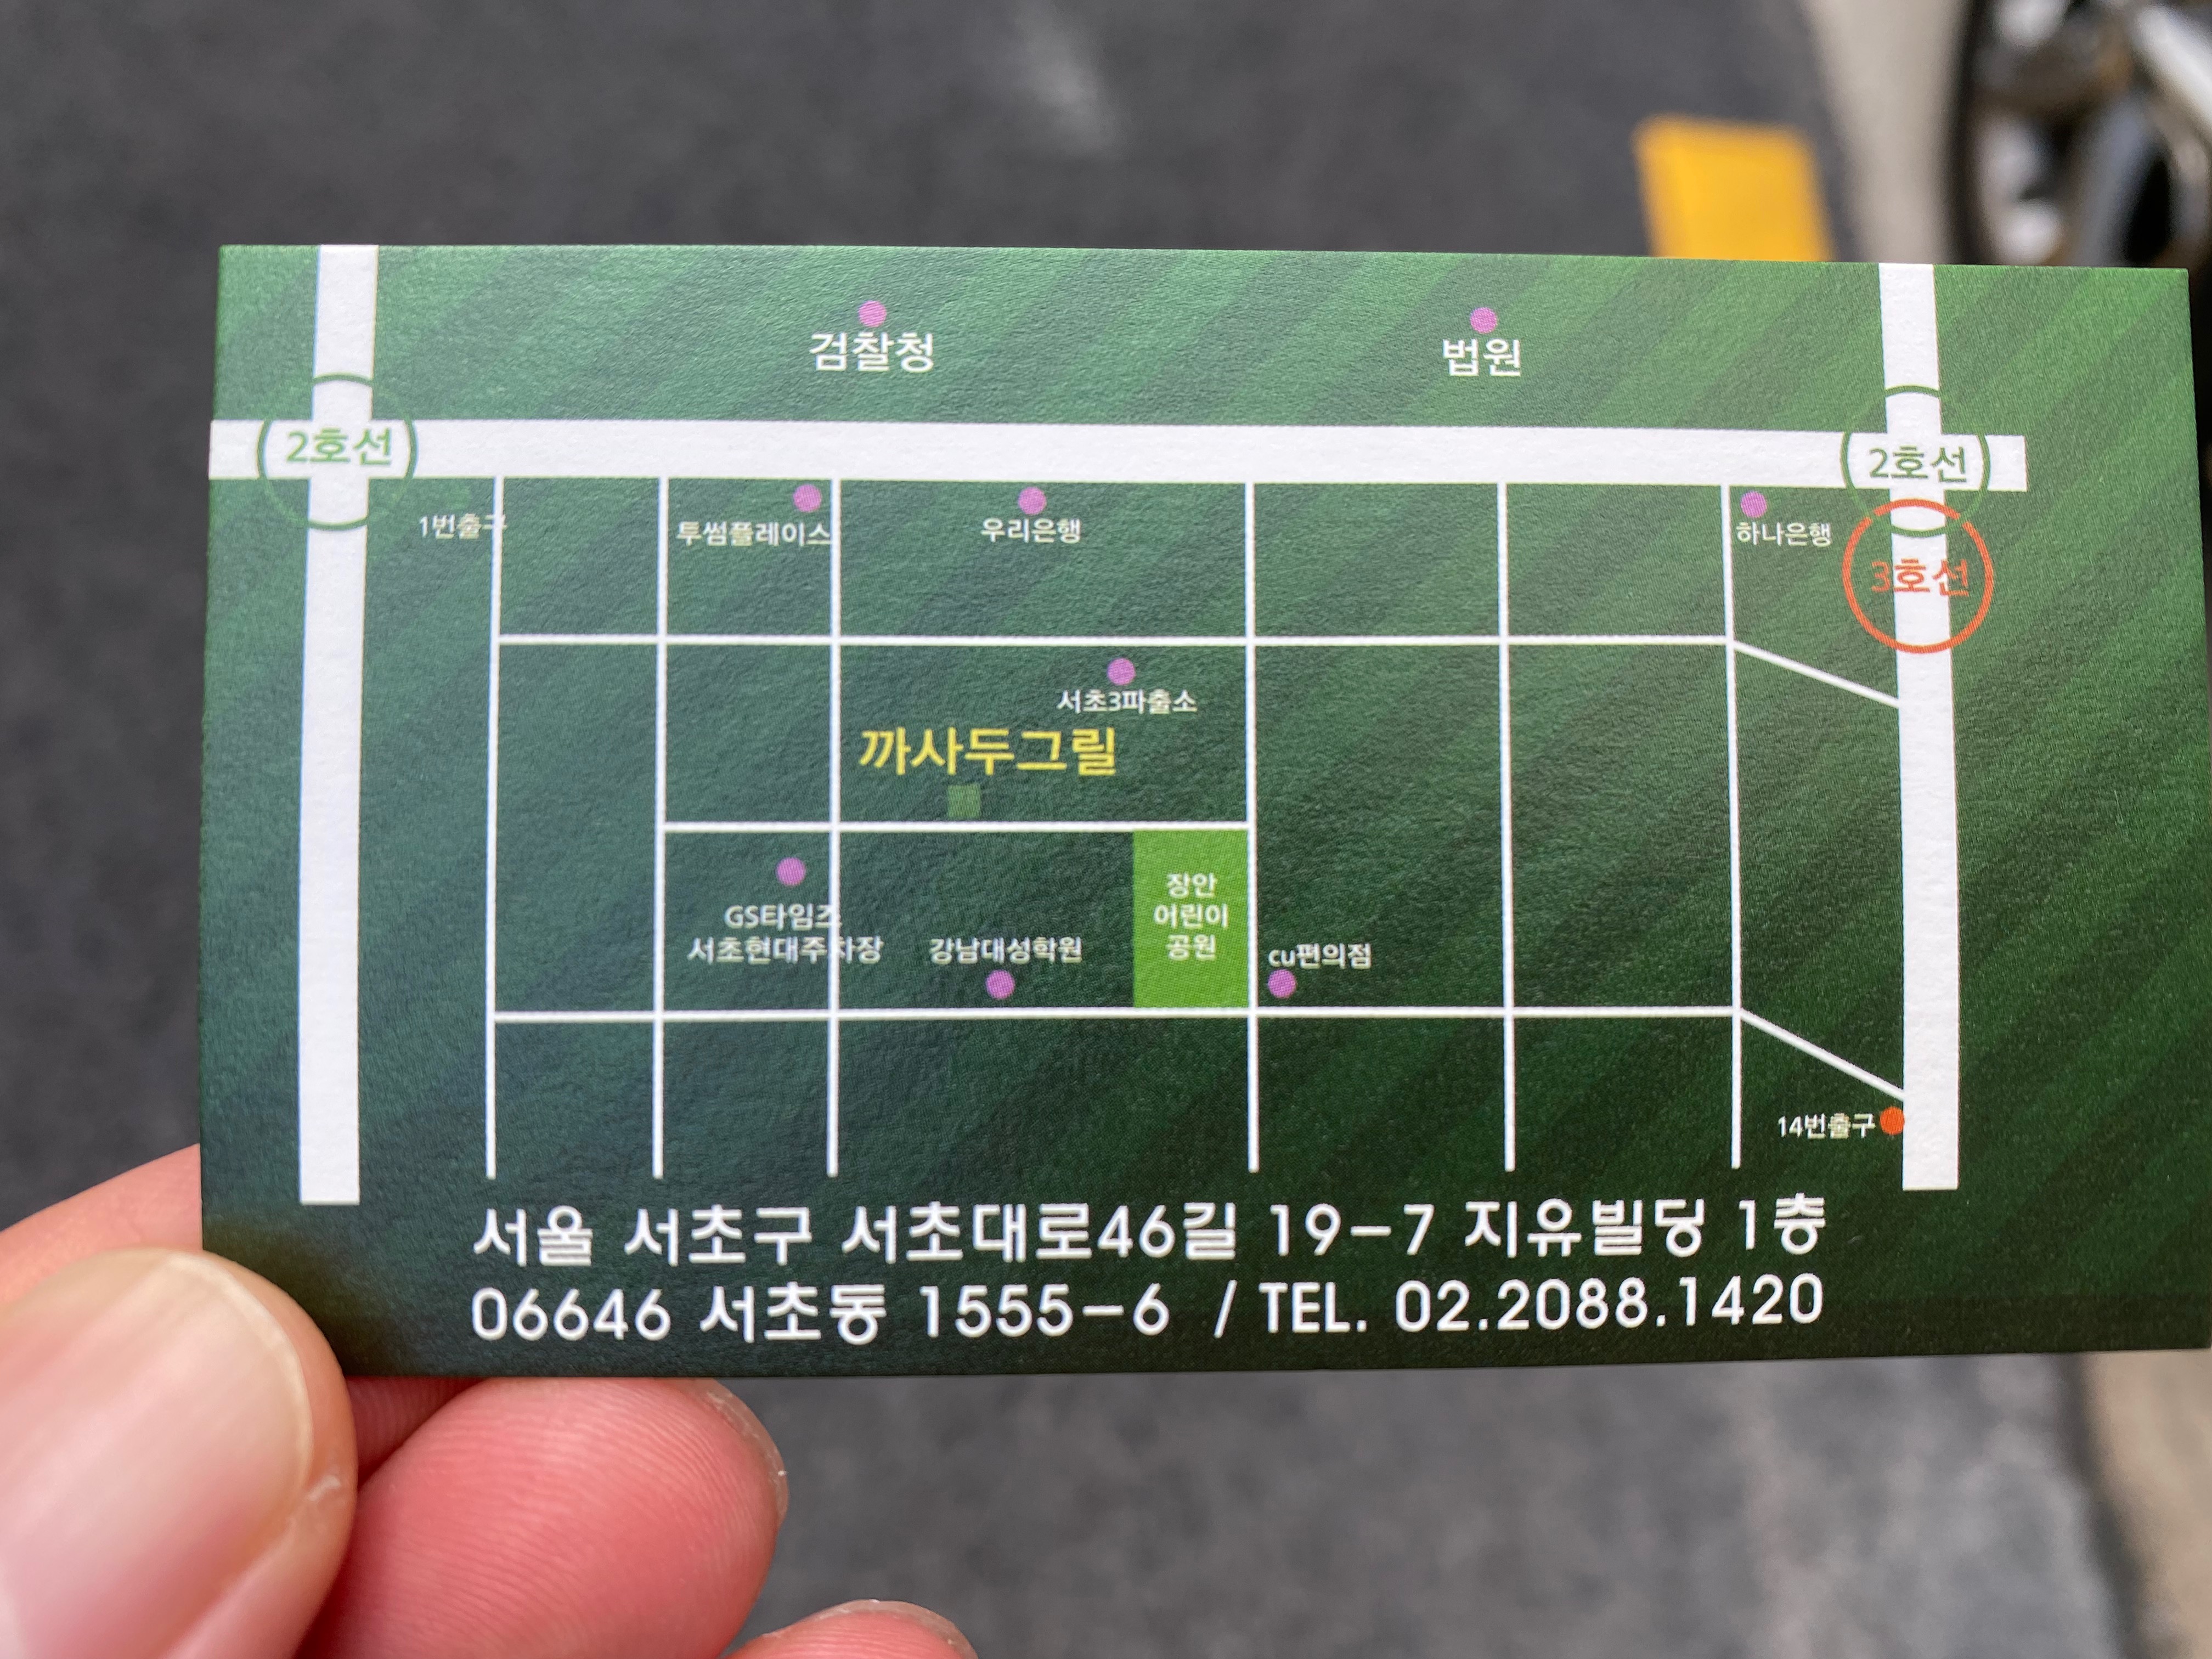 검찰청
법원
2호선
2호선
1번출구
투썸플레이스
우리은행
하나은행
3호선
서초3파출소
까사두그릴
GS타임즈
서초현대주차장
강남대성학원
장안
어린이
공원
cu편의점
14번출구
서울 서초구 서초대로46길 19-7 지유빌딩 1층
06646 서초동 1555-6 / TEL. 02.2088.1420